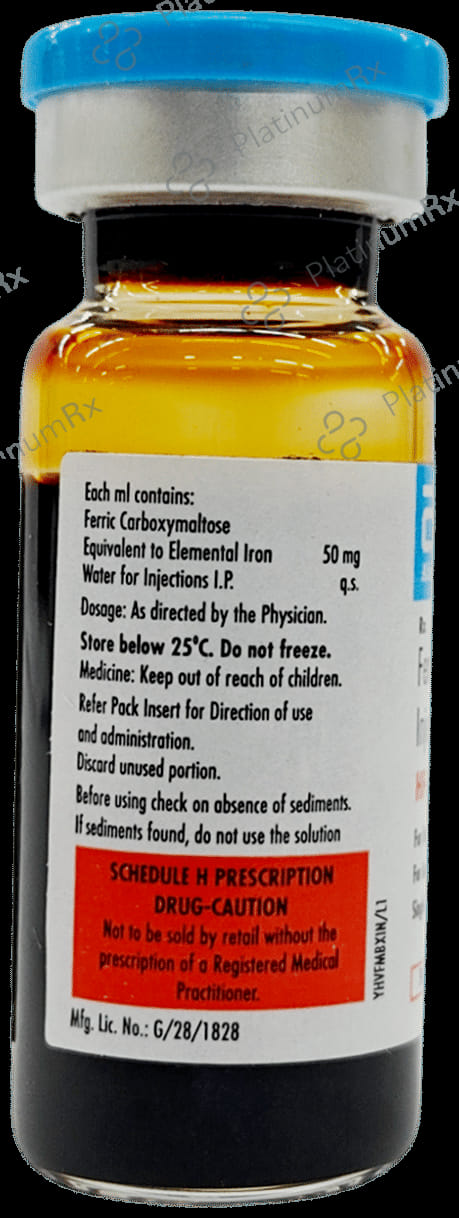 Each ml contains:
Ferric Carboxymaltose
Equivalent to Elemental Iron 50 mg
Water for Injections I.P. q.s.
Dosage: As directed by the Physician.
Store below 25°C. Do not freeze.
Medicine: Keep out of reach of children.
Refer Pack Insert for Direction of use
and administration.
Discard unused portion.
Before using check on absence of sediments.
If sediments found, do not use the solution
SCHEDULE H PRESCRIPTION
DRUG-CAUTION
Not to be sold by retail without the
prescription of a Registered Medical
Practitioner.
Mfg. Lic. No.: G/28/1828
YHVFMBXIN/L1
PlatinumRx
PlatinumRx